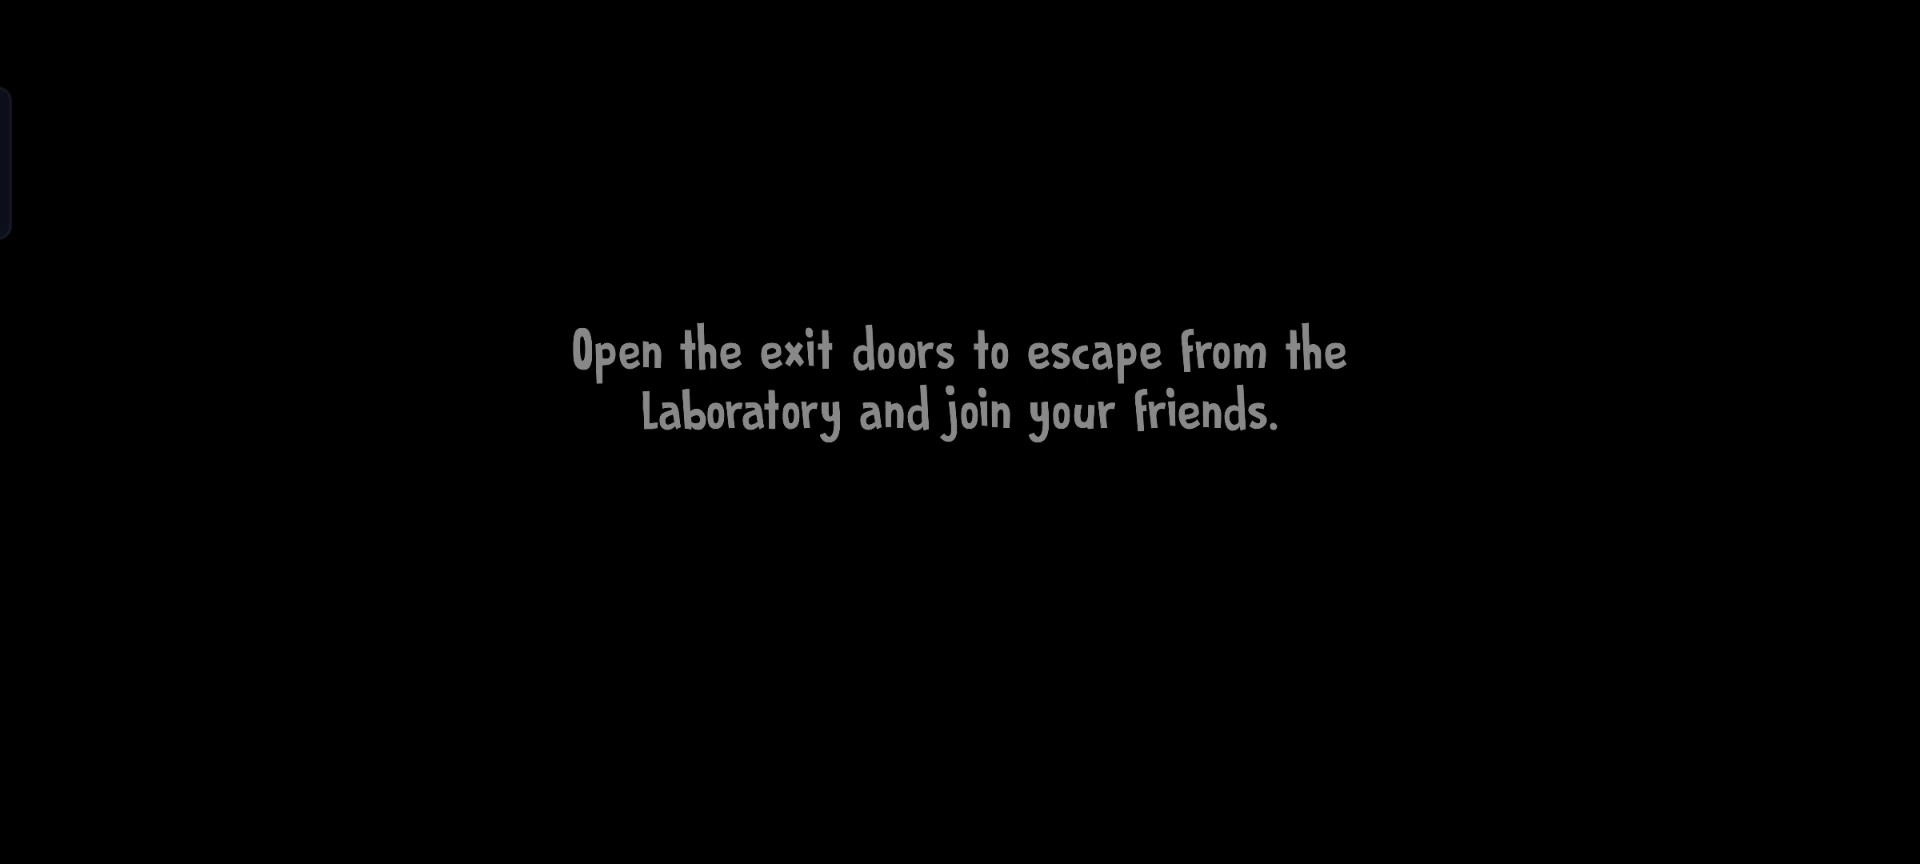 Open the exit doors to escape from the
Laboratory and join your friends.